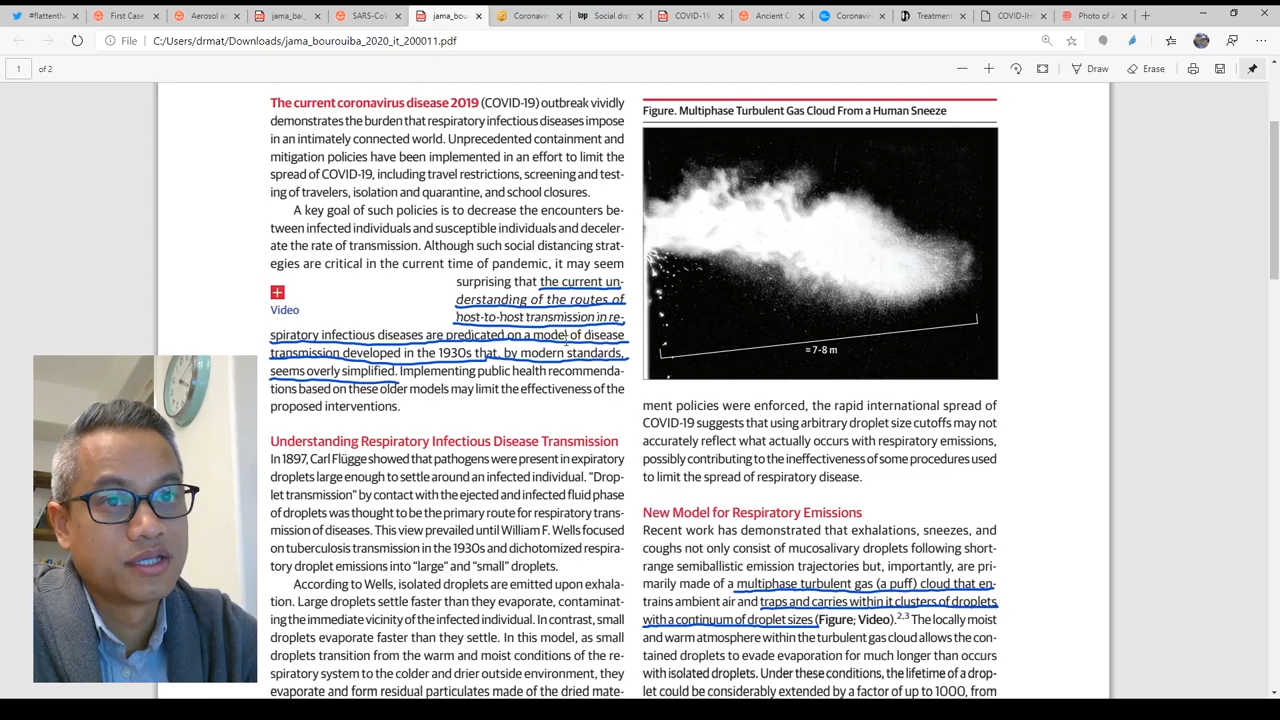 #flattenth
First Case
Aerosol an
jama_bai_
SARS-CoV
jama_bou
Coronavir
Social dis
COVID-19
Ancient C
Coronavir
Treatmen
COVID-IH
Photo of A
File
C:/Users/drmat/Downloads/jama_bourouiba_2020_it_200011.pdf
1
of 2
Draw
Erase
The current coronavirus disease 2019 (COVID-19) outbreak vividly
demonstrates the burden that respiratory infectious diseases impose
in an intimately connected world. Unprecedented containment and
mitigation policies have been implemented in an effort to limit the
spread of COVID-19, including travel restrictions, screening and test-
ing of travelers, isolation and quarantine, and school closures.
A key goal of such policies is to decrease the encounters be-
tween infected individuals and susceptible individuals and deceler-
ate the rate of transmission. Although such social distancing strat-
egies are critical in the current time of pandemic, it may seem
surprising that the current un-
derstanding of the routes of
host-to-host transmission in re-
Video
spiratory infectious diseases are predicated on a model of disease
transmission developed in the 1930s that, by modern standards,
seems overly simplified. Implementing public health recommenda-
tions based on these older models may limit the effectiveness of the
proposed interventions.
Understanding Respiratory Infectious Disease Transmission
In 1897, Carl Flügge showed that pathogens were present in expiratory
droplets large enough to settle around an infected individual. "Drop-
let transmission" by contact with the ejected and infected fluid phase
of droplets was thought to be the primary route for respiratory trans-
mission of diseases. This view prevailed until William F. Wells focused
on tuberculosis transmission in the 1930s and dichotomized respira-
tory droplet emissions into "large" and "small" droplets.
According to Wells, isolated droplets are emitted upon exhala-
tion. Large droplets settle faster than they evaporate, contaminat-
ing the immediate vicinity of the infected individual. In contrast, small
droplets evaporate faster than they settle. In this model, as small
droplets transition from the warm and moist conditions of the re-
spiratory system to the colder and drier outside environment, they
evaporate and form residual particulates made of the dried mate-
Figure. Multiphase Turbulent Gas Cloud From a Human Sneeze
≈7-8 m
ment policies were enforced, the rapid international spread of
COVID-19 suggests that using arbitrary droplet size cutoffs may not
accurately reflect what actually occurs with respiratory emissions,
possibly contributing to the ineffectiveness of some procedures used
to limit the spread of respiratory disease.
New Model for Respiratory Emissions
Recent work has demonstrated that exhalations, sneezes, and
coughs not only consist of mucosalivary droplets following short-
range semiballistic emission trajectories but, importantly, are pri-
marily made of a multiphase turbulent gas (a puff) cloud that en-
trains ambient air and traps and carries within it clusters of droplets
with a continuum of droplet sizes (Figure; Video).2,3 The locally moist
and warm atmosphere within the turbulent gas cloud allows the con-
tained droplets to evade evaporation for much longer than occurs
with isolated droplets. Under these conditions, the lifetime of a drop-
let could be considerably extended by a factor of up to 1000, from